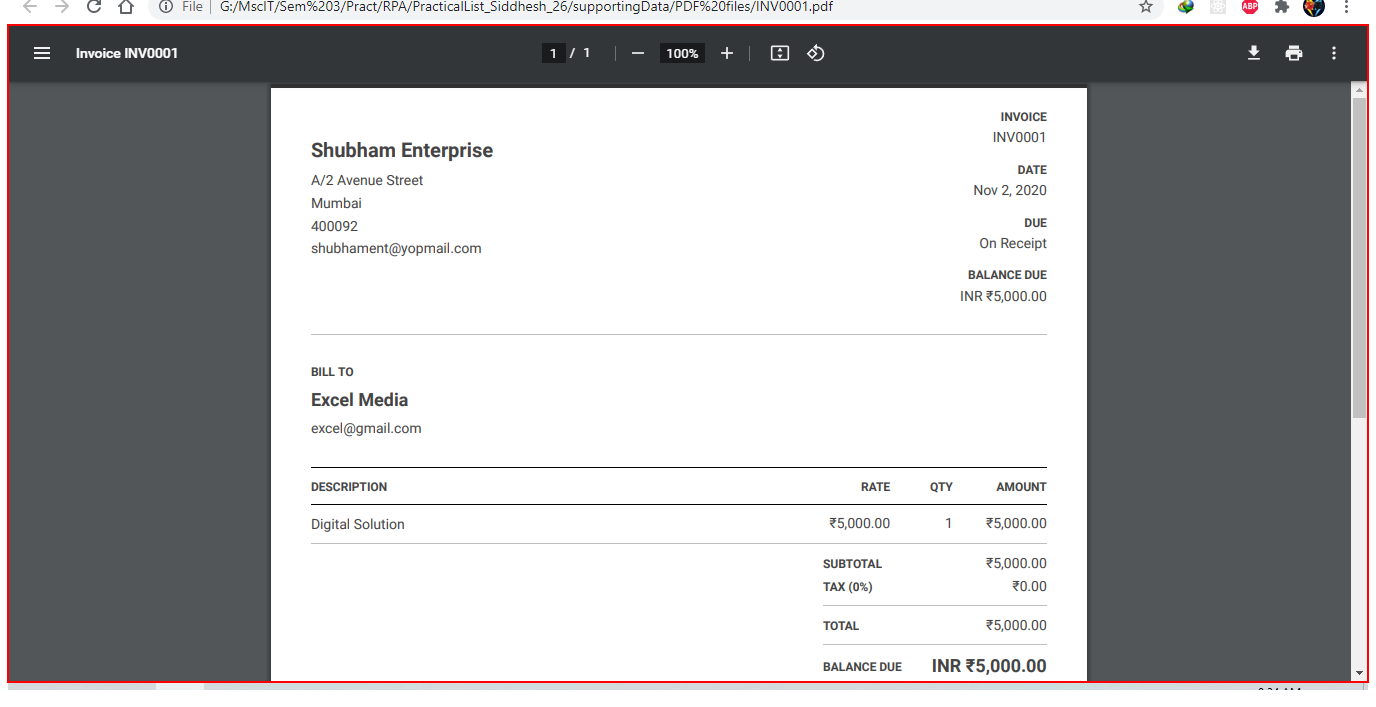 File G:/MscIT/Sem%203/Pract/RPA/PracticalList_Siddhesh_26/supportingData/PDF%20files/INV0001.pdf
ABP
Invoice INV0001 1 / 1 100%
INVOICE
INV0001
Shubham Enterprise
DATE
A/2 Avenue Street
Nov 2, 2020
Mumbai
400092
DUE
shubhament@yopmail.com
On Receipt
BALANCE DUE
INR ₹5,000.00
BILL TO
Excel Media
excel@gmail.com
DESCRIPTION RATE QTY AMOUNT
Digital Solution ₹5,000.00 1 ₹5,000.00
SUBTOTAL ₹5,000.00
TAX (0%) ₹0.00
TOTAL ₹5,000.00
BALANCE DUE INR ₹5,000.00